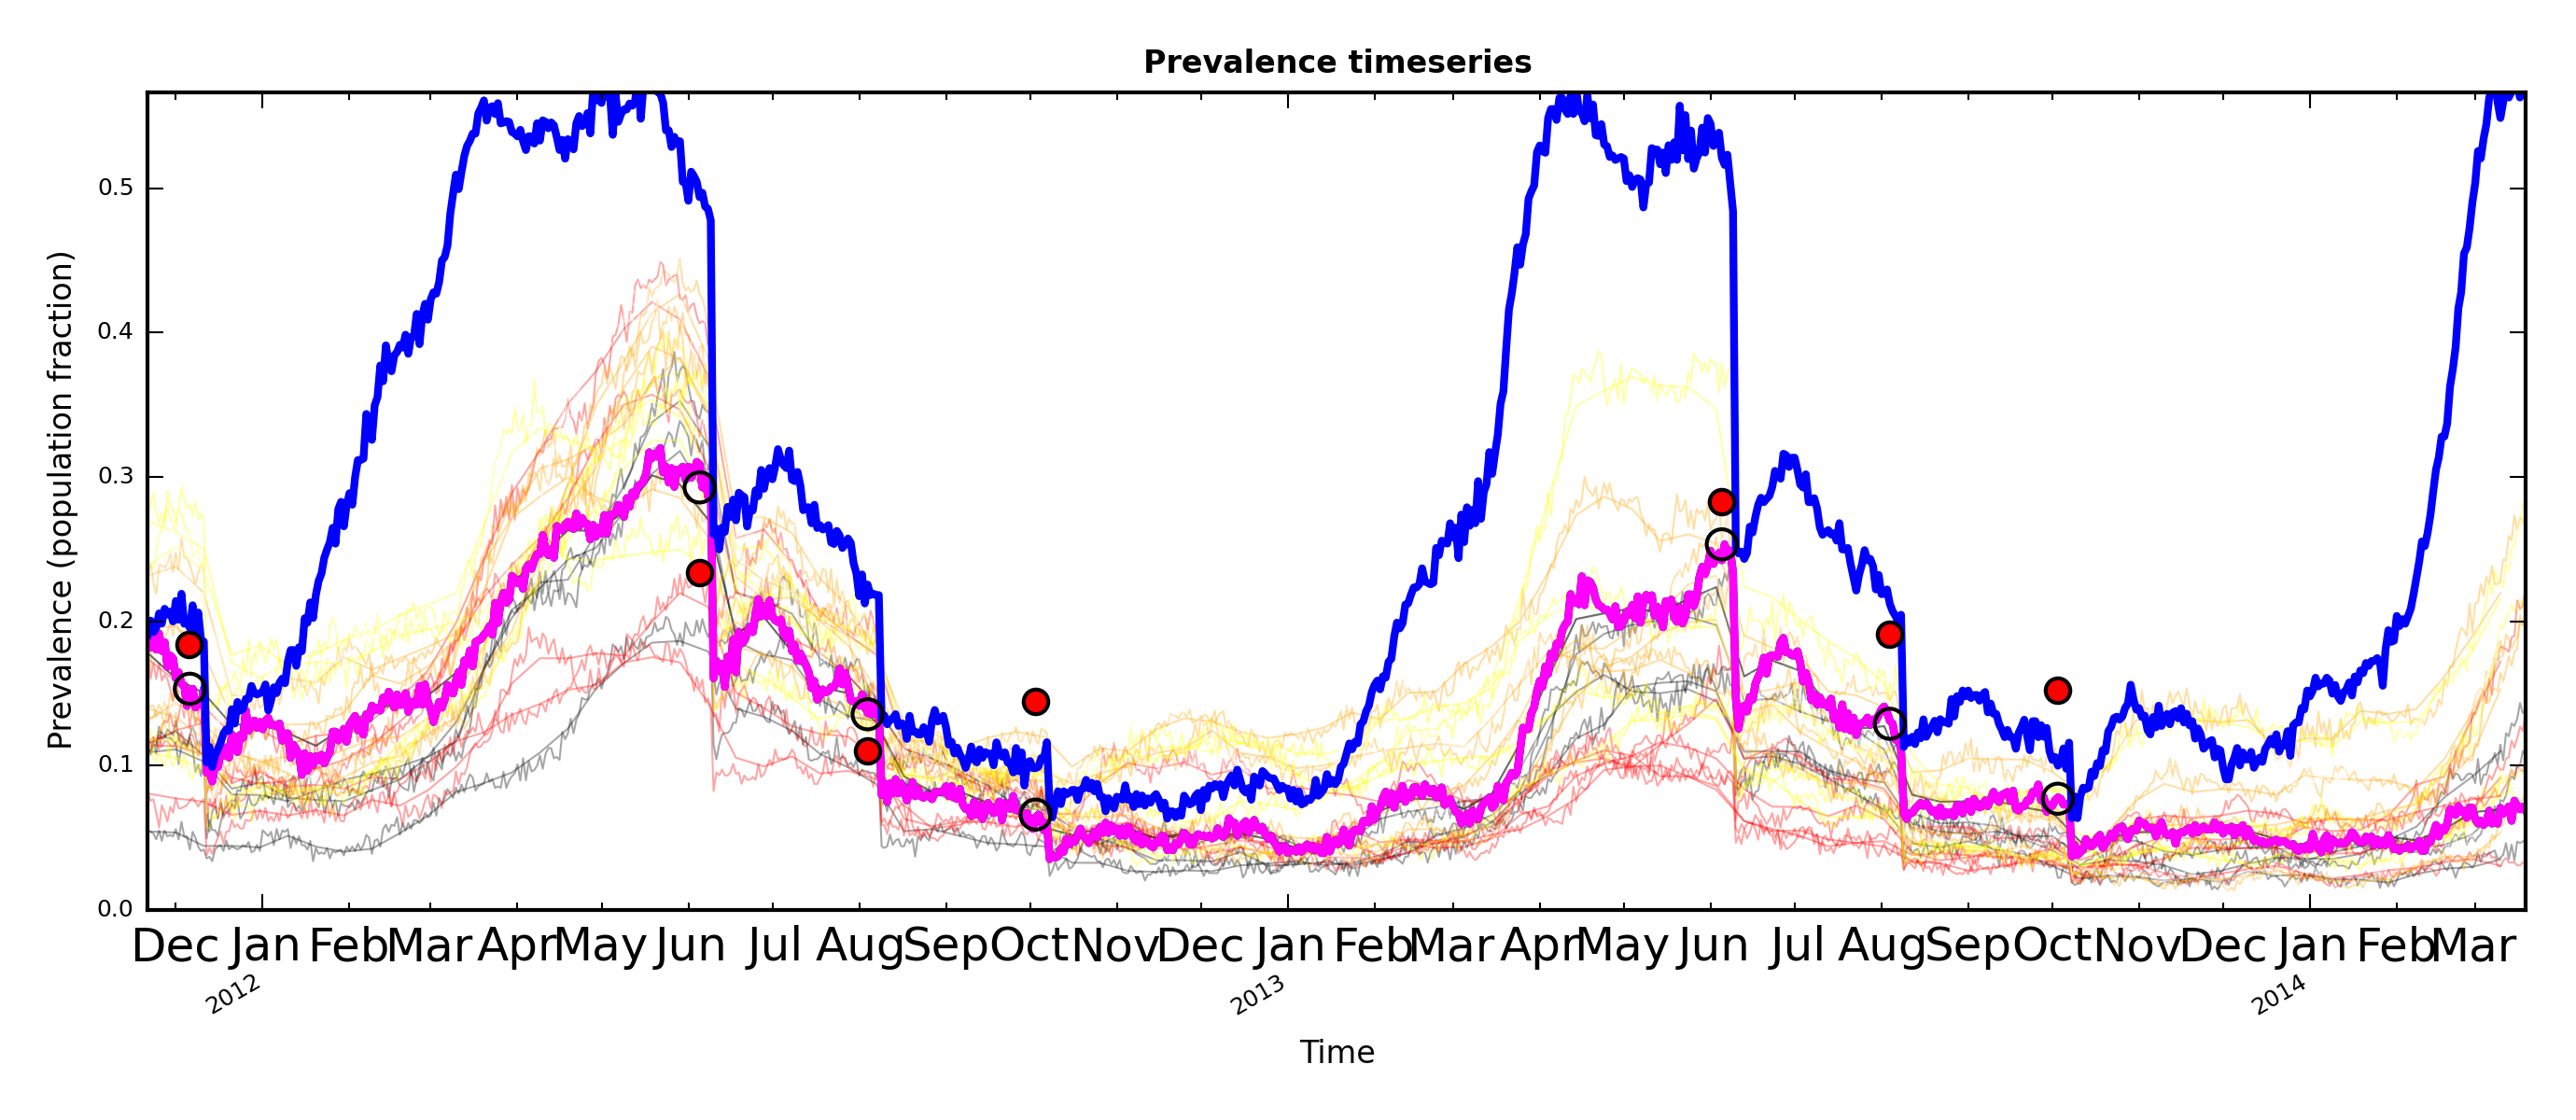 Prevalence timeseries
Prevalence (population fraction)
0.5
0.4
0.3
0.2
0.1
0.0
Dec Jan Feb Mar Apr May Jun Jul Aug Sep Oct Nov Dec Jan Feb Mar Apr May Jun Jul Aug Sep Oct Nov Dec Jan Feb Mar
2012 2013 2014
Time